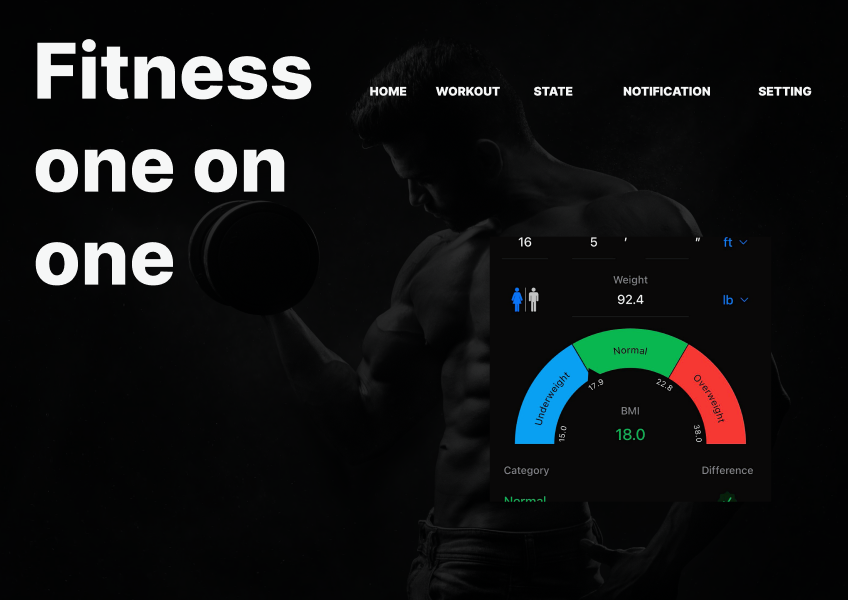 Fitness
one on
one
HOME WORKOUT STATE NOTIFICATION SETTING
16 5 ′ ″ ft
Weight
92.4 lb
Normal
Underweight
Overweight
17.9 22.8
15.0 38.0
BMI
18.0
Category Difference
Normal